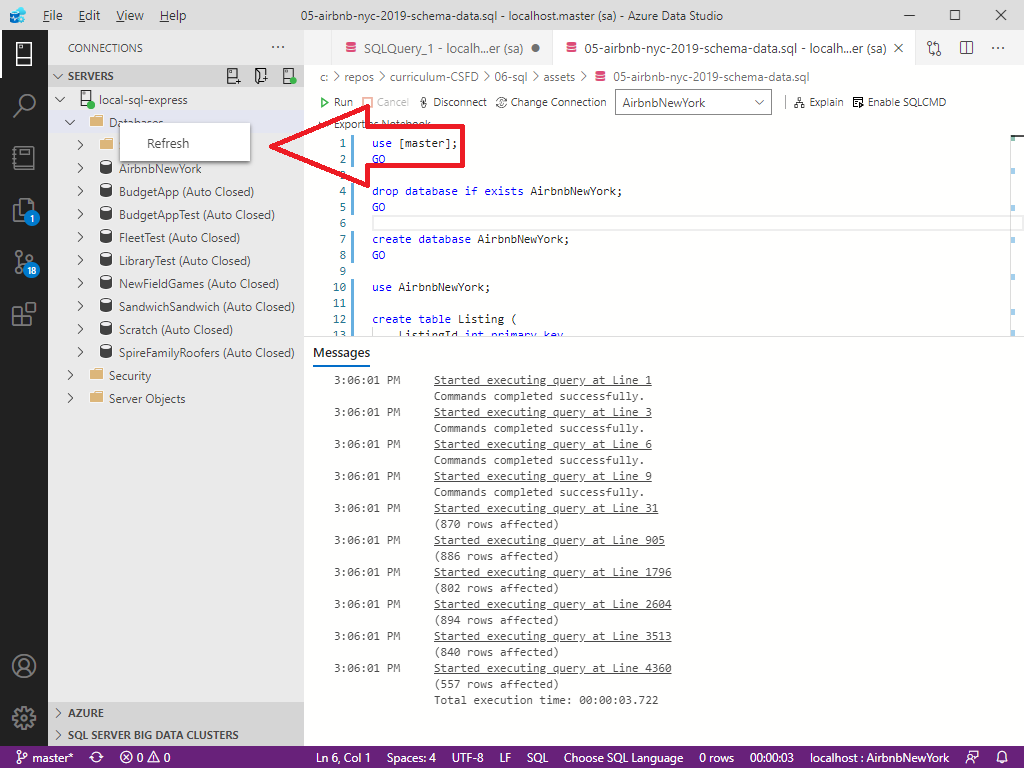 File Edit View Help 05-airbnb-nyc-2019-schema-data.sql - localhost.master (sa) - Azure Data Studio
CONNECTIONS
SERVERS
local-sql-express
Databases
Refresh
AirbnbNewYork
BudgetApp (Auto Closed)
BudgetAppTest (Auto Closed)
FleetTest (Auto Closed)
LibraryTest (Auto Closed)
NewFieldGames (Auto Closed)
SandwichSandwich (Auto Closed)
Scratch (Auto Closed)
SpireFamilyRoofers (Auto Closed)
Security
Server Objects
AZURE
SQL SERVER BIG DATA CLUSTERS
1
18
SQLQuery_1 - localh...er (sa) 05-airbnb-nyc-2019-schema-data.sql - localh...er (sa)
c: > repos > curriculum-CSFD > 06-sql > assets > 05-airbnb-nyc-2019-schema-data.sql
Run Cancel Disconnect Change Connection AirbnbNewYork Explain Enable SQLCMD
Export as Notebook
1 use [master];
2 GO
3
4 drop database if exists AirbnbNewYork;
5 GO
6
7 create database AirbnbNewYork;
8 GO
9
10 use AirbnbNewYork;
11
12 create table Listing (
13 ListingId int primary key
Messages
3:06:01 PM Started executing query at Line 1
Commands completed successfully.
3:06:01 PM Started executing query at Line 3
Commands completed successfully.
3:06:01 PM Started executing query at Line 6
Commands completed successfully.
3:06:01 PM Started executing query at Line 9
Commands completed successfully.
3:06:01 PM Started executing query at Line 31
(870 rows affected)
3:06:01 PM Started executing query at Line 905
(886 rows affected)
3:06:01 PM Started executing query at Line 1796
(802 rows affected)
3:06:01 PM Started executing query at Line 2604
(894 rows affected)
3:06:01 PM Started executing query at Line 3513
(840 rows affected)
3:06:01 PM Started executing query at Line 4360
(557 rows affected)
Total execution time: 00:00:03.722
master* 0 0 Ln 6, Col 1 Spaces: 4 UTF-8 LF SQL Choose SQL Language 0 rows 00:00:03 localhost : AirbnbNewYork